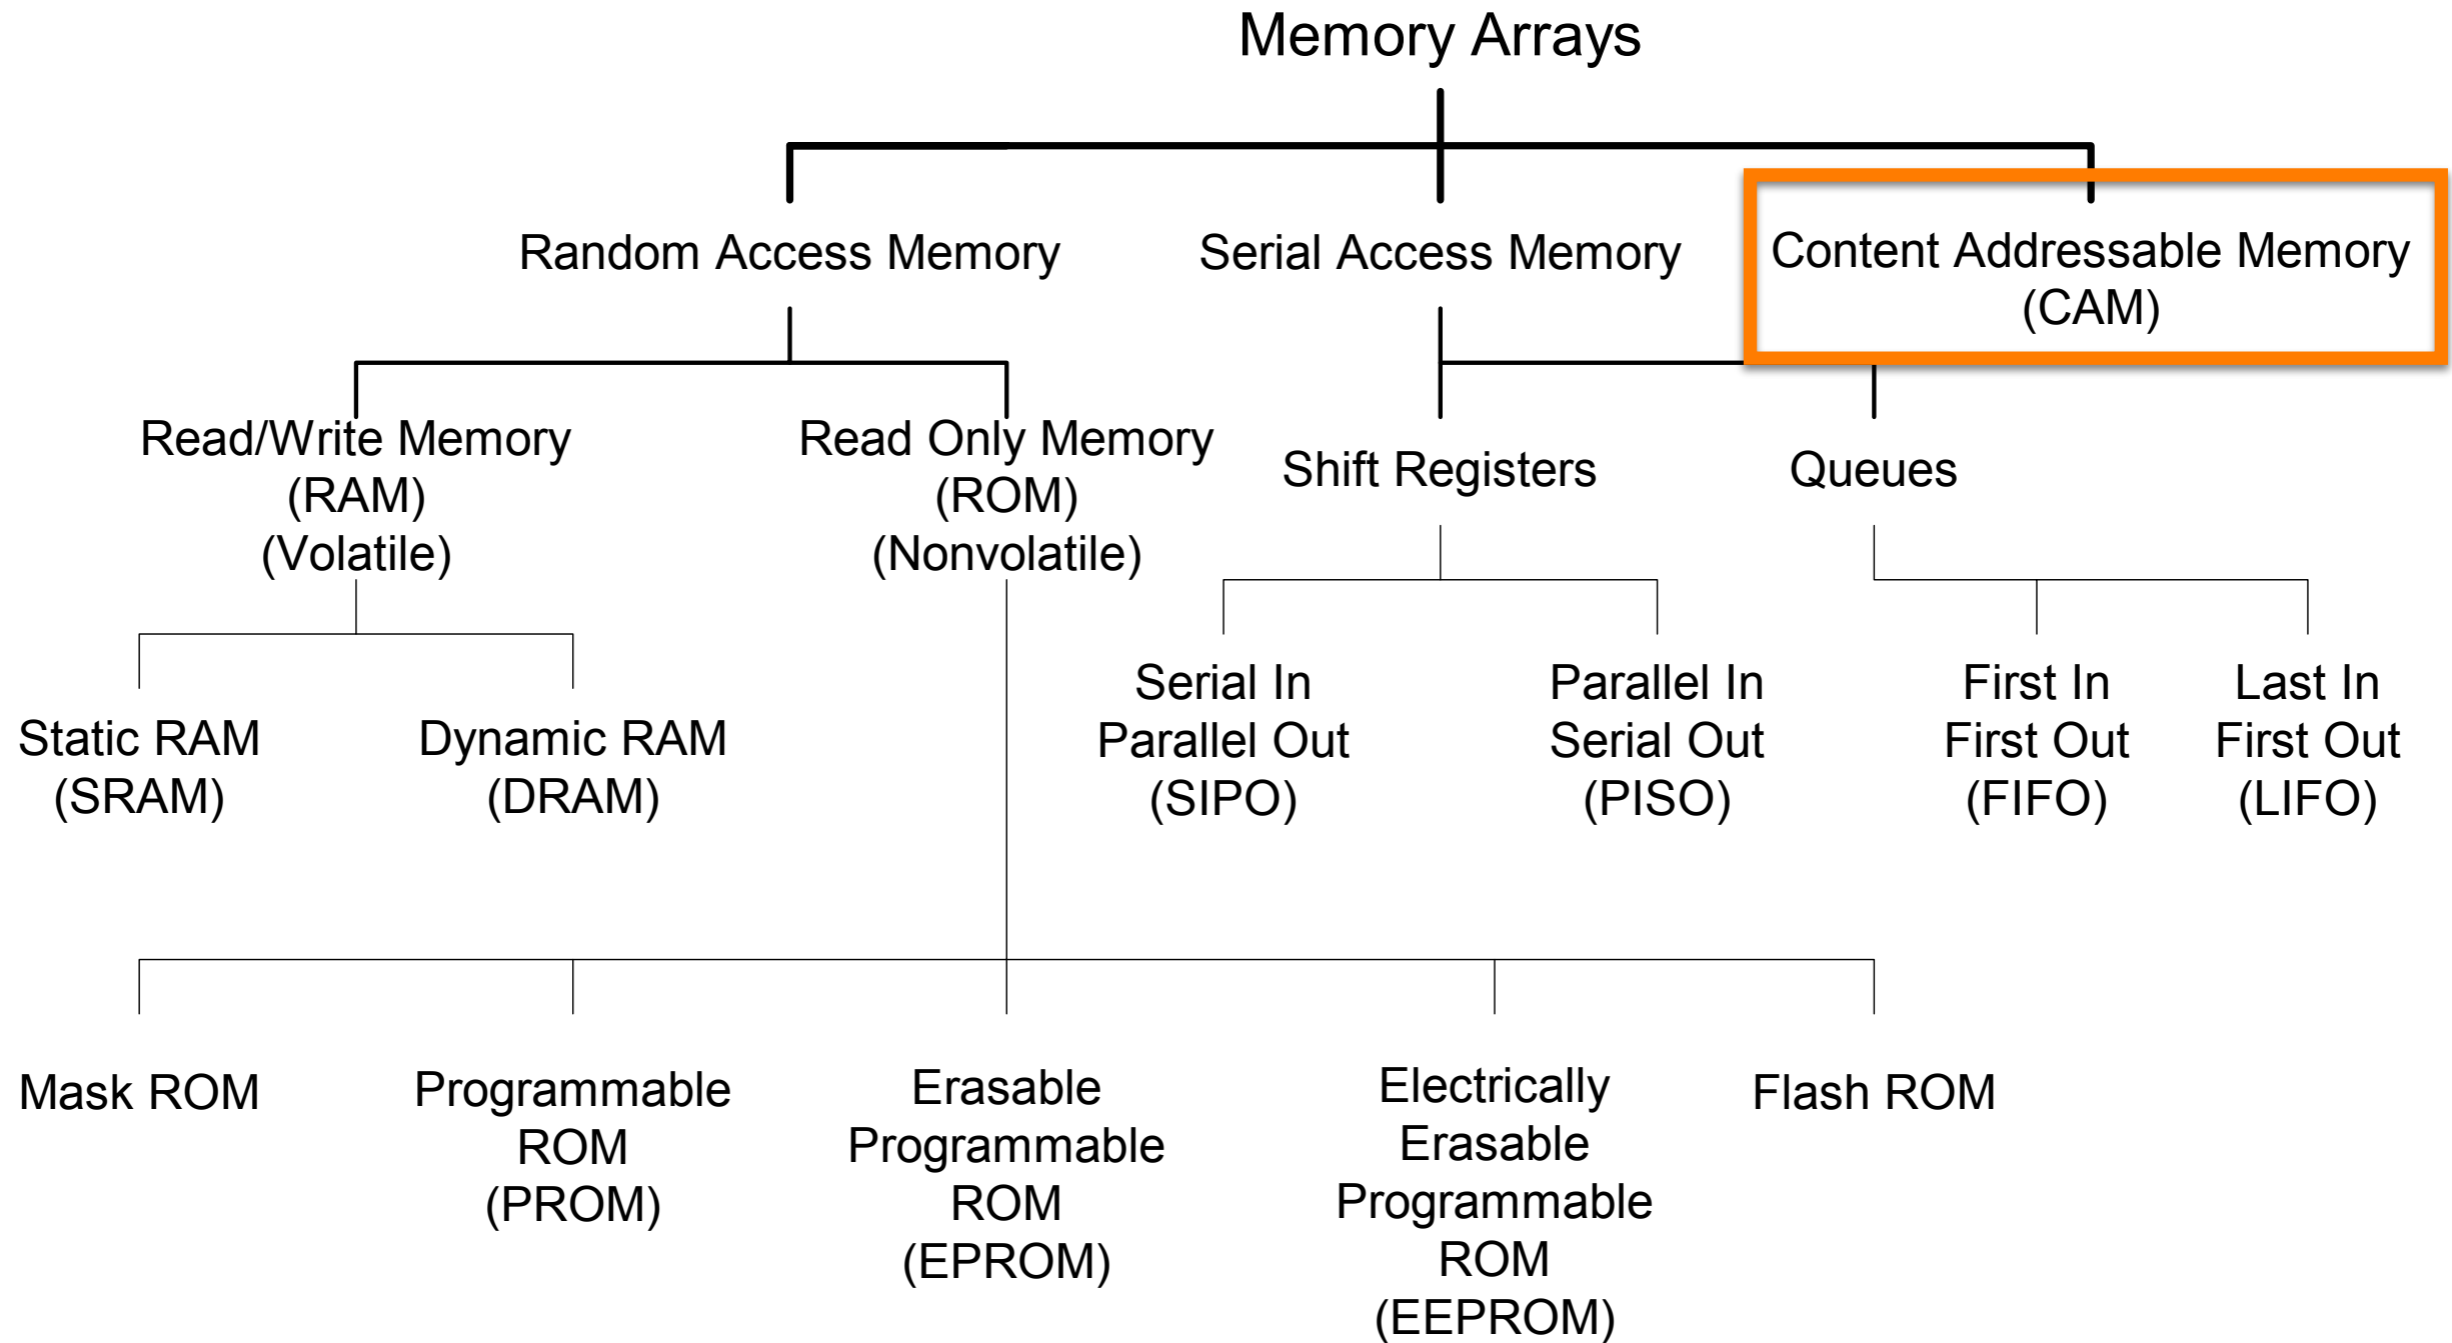 Memory Arrays
Random Access Memory
Serial Access Memory
Content Addressable Memory
(CAM)
Read/Write Memory
(RAM)
(Volatile)
Read Only Memory
(ROM)
(Nonvolatile)
Shift Registers
Queues
Static RAM
(SRAM)
Dynamic RAM
(DRAM)
Serial In
Parallel Out
(SIPO)
Parallel In
Serial Out
(PISO)
First In
First Out
(FIFO)
Last In
First Out
(LIFO)
Mask ROM
Programmable
ROM
(PROM)
Erasable
Programmable
ROM
(EPROM)
Electrically
Erasable
Programmable
ROM
(EEPROM)
Flash ROM